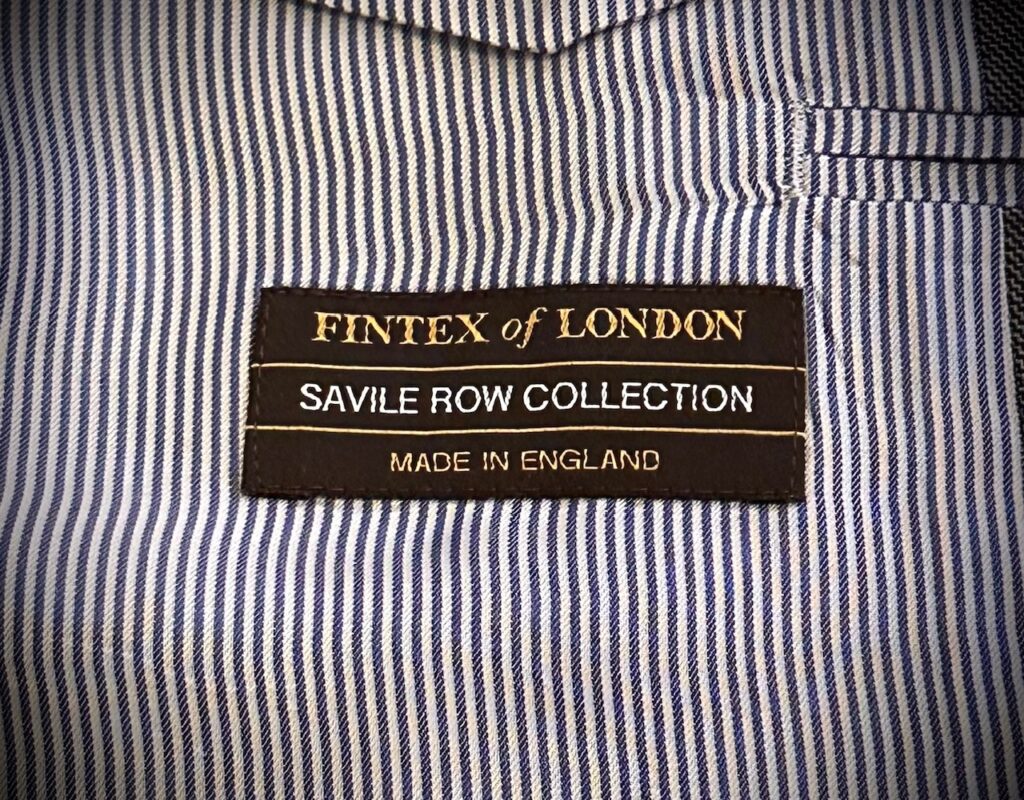 FINTEX of LONDON
SAVILE ROW COLLECTION
MADE IN ENGLAND